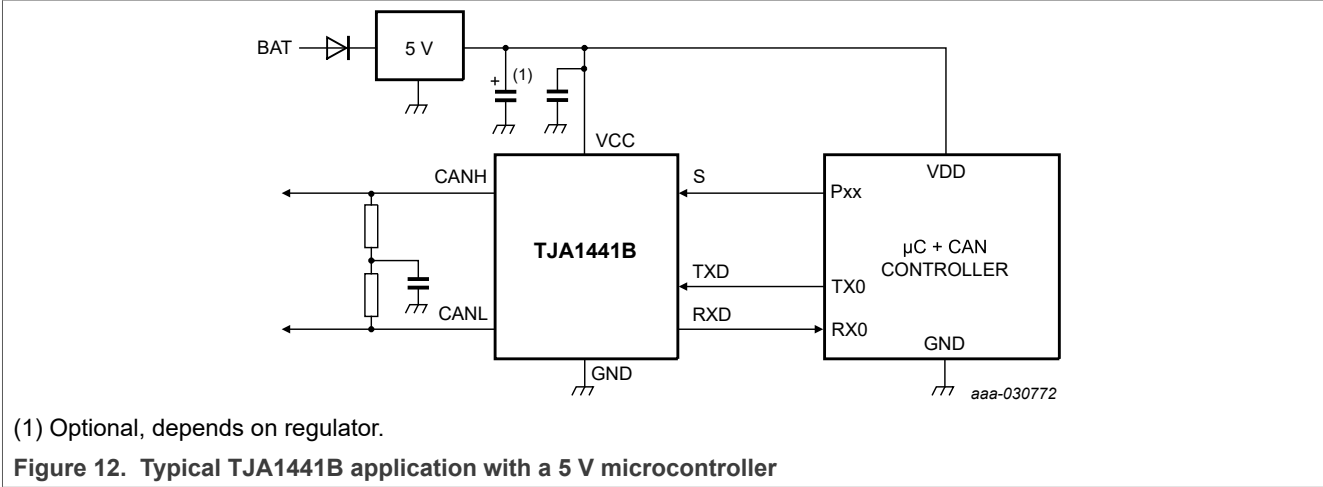 BAT
5 V
+
(1)
VCC
CANH
S
VDD
Pxx
TJA1441B
µC + CAN
CONTROLLER
TXD
TX0
CANL
RXD
RX0
GND
GND
aaa-030772
(1) Optional, depends on regulator.
Figure 12. Typical TJA1441B application with a 5 V microcontroller